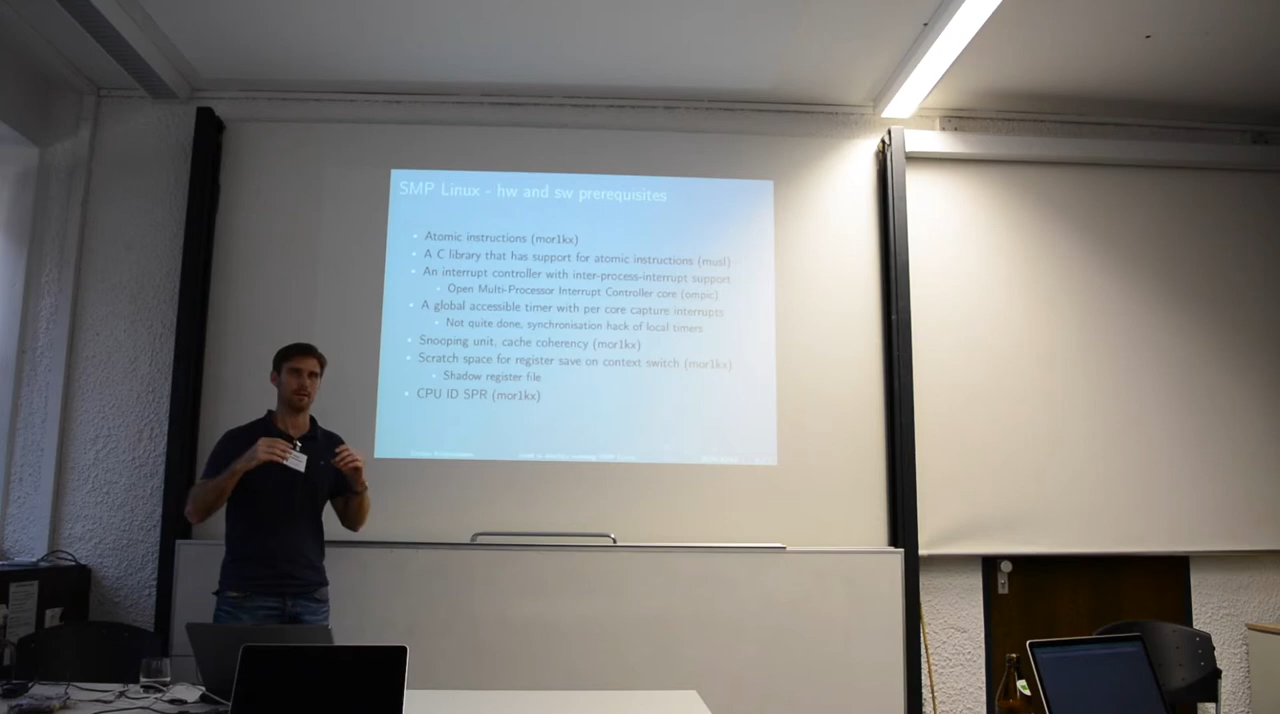 SMP Linux - hw and sw prerequisites
• Atomic instructions (mor1kx)
• A C library that has support for atomic instructions (musl)
• An interrupt controller with inter-process-interrupt support
• Open Multi-Processor Interrupt Controller core (ompic)
• A global accessible timer with per core capture interrupts
• Not quite done, synchronisation hack of local timers
• Snooping unit, cache coherency (mor1kx)
• Scratch space for register save on context switch (mor1kx)
• Shadow register file
• CPU ID SPR (mor1kx)